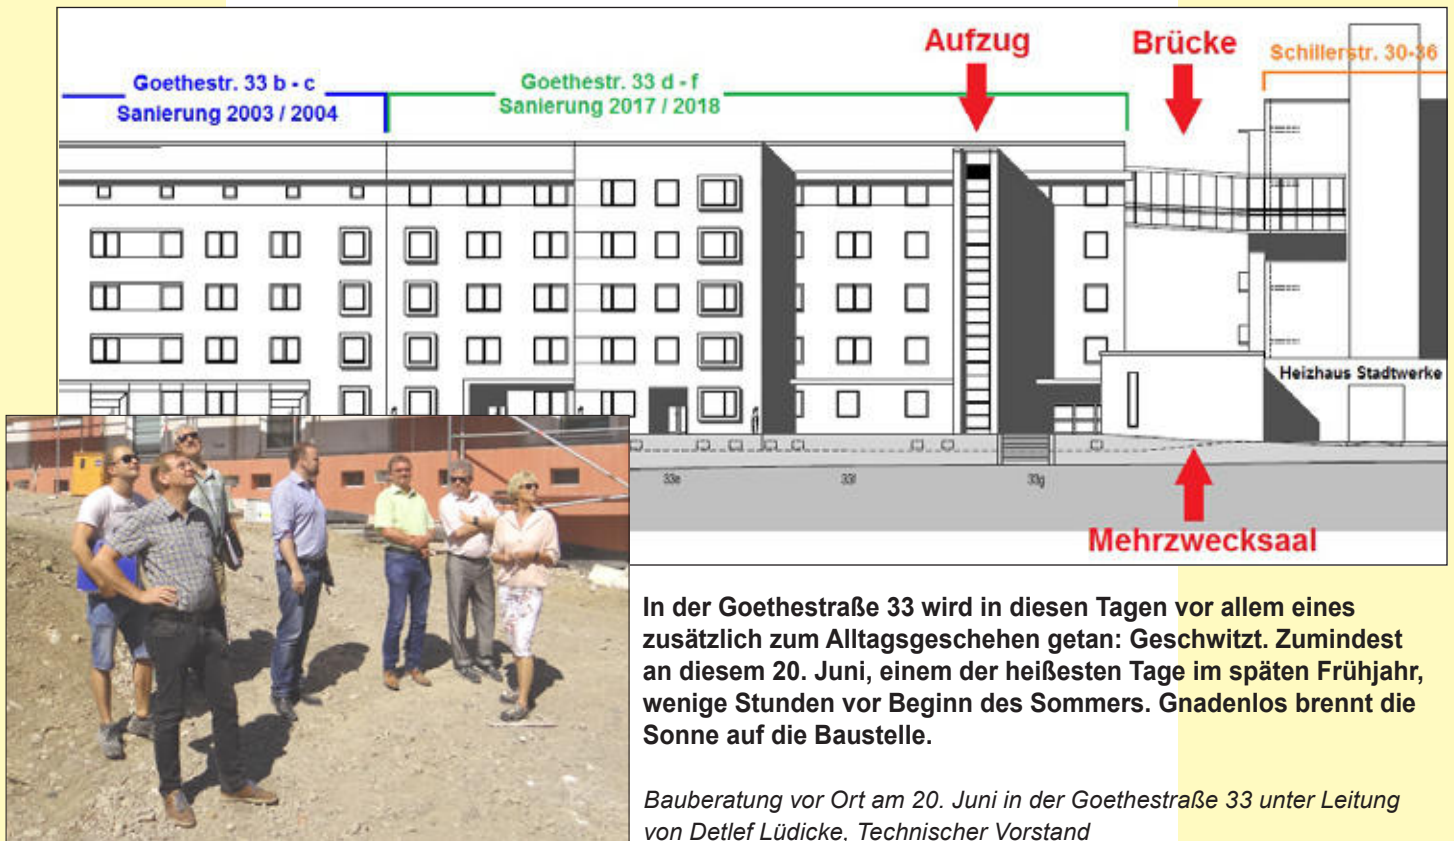 Aufzug
Brücke
Schillerstr. 30-36
Goethestr. 33 b - c
Sanierung 2003 / 2004
Goethestr. 33 d - f
Sanierung 2017 / 2018
Heizhaus Stadtwerke
33e
33f
33g
Mehrzwecksaal
In der Goethestraße 33 wird in diesen Tagen vor allem eines
zusätzlich zum Alltagsgeschehen getan: Geschwitzt. Zumindest
an diesem 20. Juni, einem der heißesten Tage im späten Frühjahr,
wenige Stunden vor Beginn des Sommers. Gnadenlos brennt die
Sonne auf die Baustelle.
Bauberatung vor Ort am 20. Juni in der Goethestraße 33 unter Leitung
von Detlef Lüdicke, Technischer Vorstand